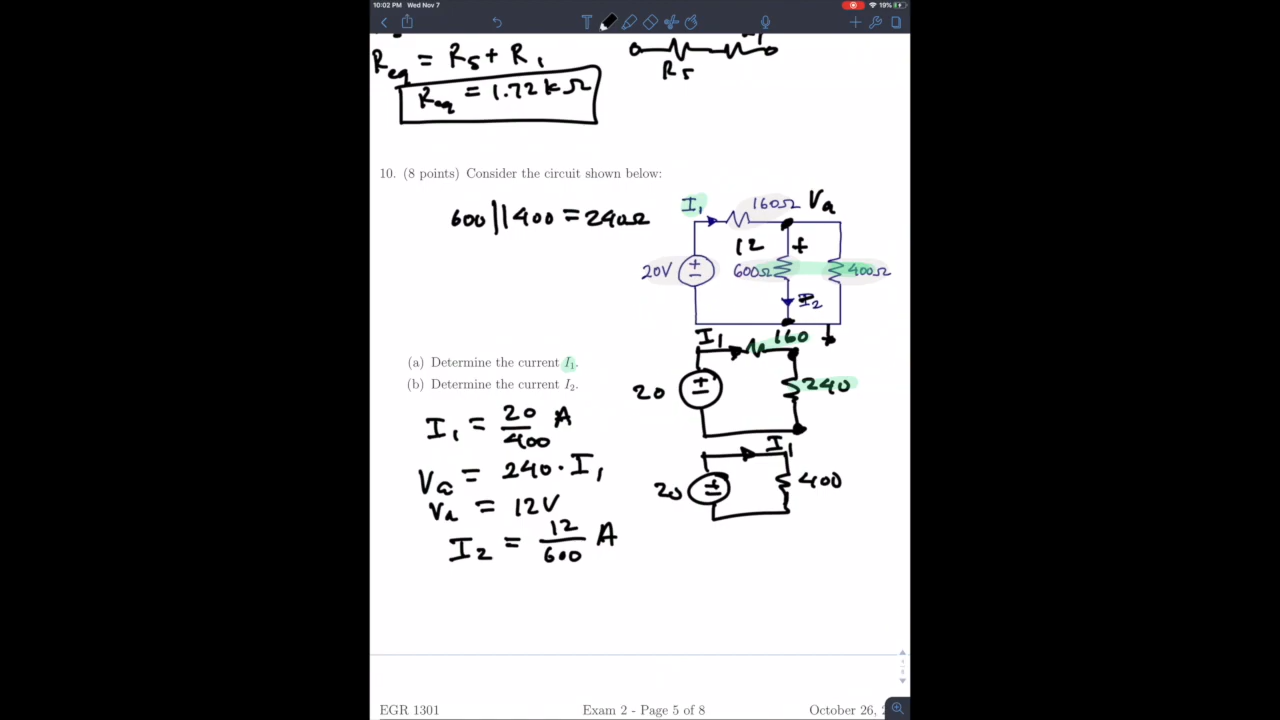 10:02 PM Wed Nov 7
19%
T
Req = R5 + R1
R5
Req = 1.72 kΩ
10. (8 points) Consider the circuit shown below:
600 || 400 = 240Ω
I1
160Ω
Va
12
+
20V
+
600Ω
400Ω
I2
I1
160
(a) Determine the current I1.
(b) Determine the current I2.
20
+
240
I1 = 20/400 A
I1
Va = 240 · I1
20
+
400
Va = 12V
I2 = 12/600 A
EGR 1301
Exam 2 - Page 5 of 8
October 26,